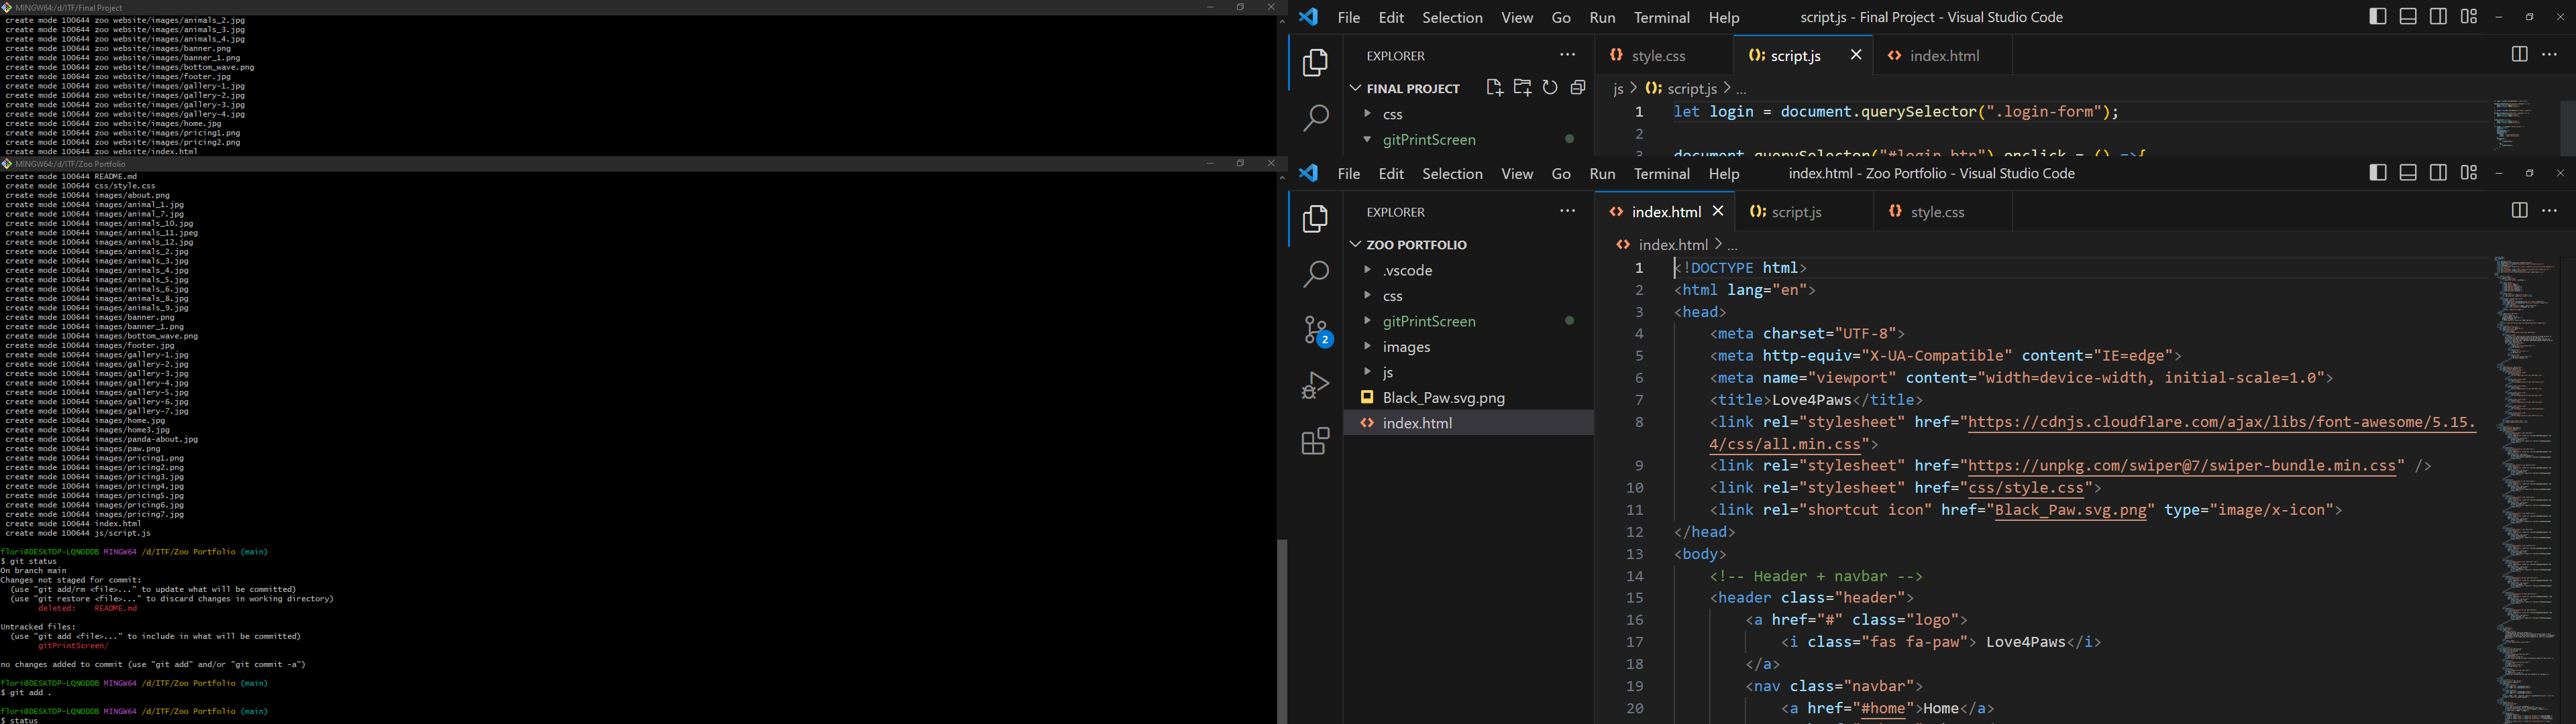 MINGW64:/d/ITF/Final Project
create mode 100644 zoo website/images/animals_2.jpg
create mode 100644 zoo website/images/animals_3.jpg
create mode 100644 zoo website/images/animals_4.jpg
create mode 100644 zoo website/images/banner.png
create mode 100644 zoo website/images/banner_1.png
create mode 100644 zoo website/images/bottom_wave.png
create mode 100644 zoo website/images/footer.jpg
create mode 100644 zoo website/images/gallery-1.jpg
create mode 100644 zoo website/images/gallery-2.jpg
create mode 100644 zoo website/images/gallery-3.jpg
create mode 100644 zoo website/images/gallery-4.jpg
create mode 100644 zoo website/images/home.jpg
create mode 100644 zoo website/images/pricing1.png
create mode 100644 zoo website/images/pricing2.png
create mode 100644 zoo website/index.html
MINGW64:/d/ITF/Zoo Portfolio
create mode 100644 README.md
create mode 100644 css/style.css
create mode 100644 images/about.png
create mode 100644 images/animal_1.jpg
create mode 100644 images/animal_7.jpg
create mode 100644 images/animals_10.jpg
create mode 100644 images/animals_11.jpeg
create mode 100644 images/animals_12.jpg
create mode 100644 images/animals_2.jpg
create mode 100644 images/animals_3.jpg
create mode 100644 images/animals_4.jpg
create mode 100644 images/animals_5.jpg
create mode 100644 images/animals_6.jpg
create mode 100644 images/animals_8.jpg
create mode 100644 images/animals_9.jpg
create mode 100644 images/banner.png
create mode 100644 images/banner_1.png
create mode 100644 images/bottom_wave.png
create mode 100644 images/footer.jpg
create mode 100644 images/gallery-1.jpg
create mode 100644 images/gallery-2.jpg
create mode 100644 images/gallery-3.jpg
create mode 100644 images/gallery-4.jpg
create mode 100644 images/gallery-5.jpg
create mode 100644 images/gallery-6.jpg
create mode 100644 images/gallery-7.jpg
create mode 100644 images/home.jpg
create mode 100644 images/home3.jpg
create mode 100644 images/panda-about.jpg
create mode 100644 images/paw.png
create mode 100644 images/pricing1.png
create mode 100644 images/pricing2.png
create mode 100644 images/pricing3.jpg
create mode 100644 images/pricing4.jpg
create mode 100644 images/pricing5.jpg
create mode 100644 images/pricing6.jpg
create mode 100644 images/pricing7.jpg
create mode 100644 index.html
create mode 100644 js/script.js
flori@DESKTOP-LQNODDB MINGW64 /d/ITF/Zoo Portfolio (main)
$ git status
On branch main
Changes not staged for commit:
(use "git add/rm <file>..." to update what will be committed)
(use "git restore <file>..." to discard changes in working directory)
deleted: README.md
Untracked files:
(use "git add <file>..." to include in what will be committed)
gitPrintScreen/
no changes added to commit (use "git add" and/or "git commit -a")
flori@DESKTOP-LQNODDB MINGW64 /d/ITF/Zoo Portfolio (main)
$ git add .
flori@DESKTOP-LQNODDB MINGW64 /d/ITF/Zoo Portfolio (main)
$ status
File Edit Selection View Go Run Terminal Help script.js - Final Project - Visual Studio Code
EXPLORER ... style.css script.js index.html
FINAL PROJECT js > script.js > ...
css
gitPrintScreen
1 let login = document.querySelector(".login-form");
2
3 document.querySelector("#login-btn").onclick = () =>{
File Edit Selection View Go Run Terminal Help index.html - Zoo Portfolio - Visual Studio Code
EXPLORER ... index.html script.js style.css
ZOO PORTFOLIO index.html > ...
.vscode
css
gitPrintScreen
images
js
Black_Paw.svg.png
index.html
2
1 <!DOCTYPE html>
2 <html lang="en">
3 <head>
4 <meta charset="UTF-8">
5 <meta http-equiv="X-UA-Compatible" content="IE=edge">
6 <meta name="viewport" content="width=device-width, initial-scale=1.0">
7 <title>Love4Paws</title>
8 <link rel="stylesheet" href="https://cdnjs.cloudflare.com/ajax/libs/font-awesome/5.15.
4/css/all.min.css">
9 <link rel="stylesheet" href="https://unpkg.com/swiper@7/swiper-bundle.min.css" />
10 <link rel="stylesheet" href="css/style.css">
11 <link rel="shortcut icon" href="Black_Paw.svg.png" type="image/x-icon">
12 </head>
13 <body>
14 <!-- Header + navbar -->
15 <header class="header">
16 <a href="#" class="logo">
17 <i class="fas fa-paw"> Love4Paws</i>
18 </a>
19 <nav class="navbar">
20 <a href="#home">Home</a>